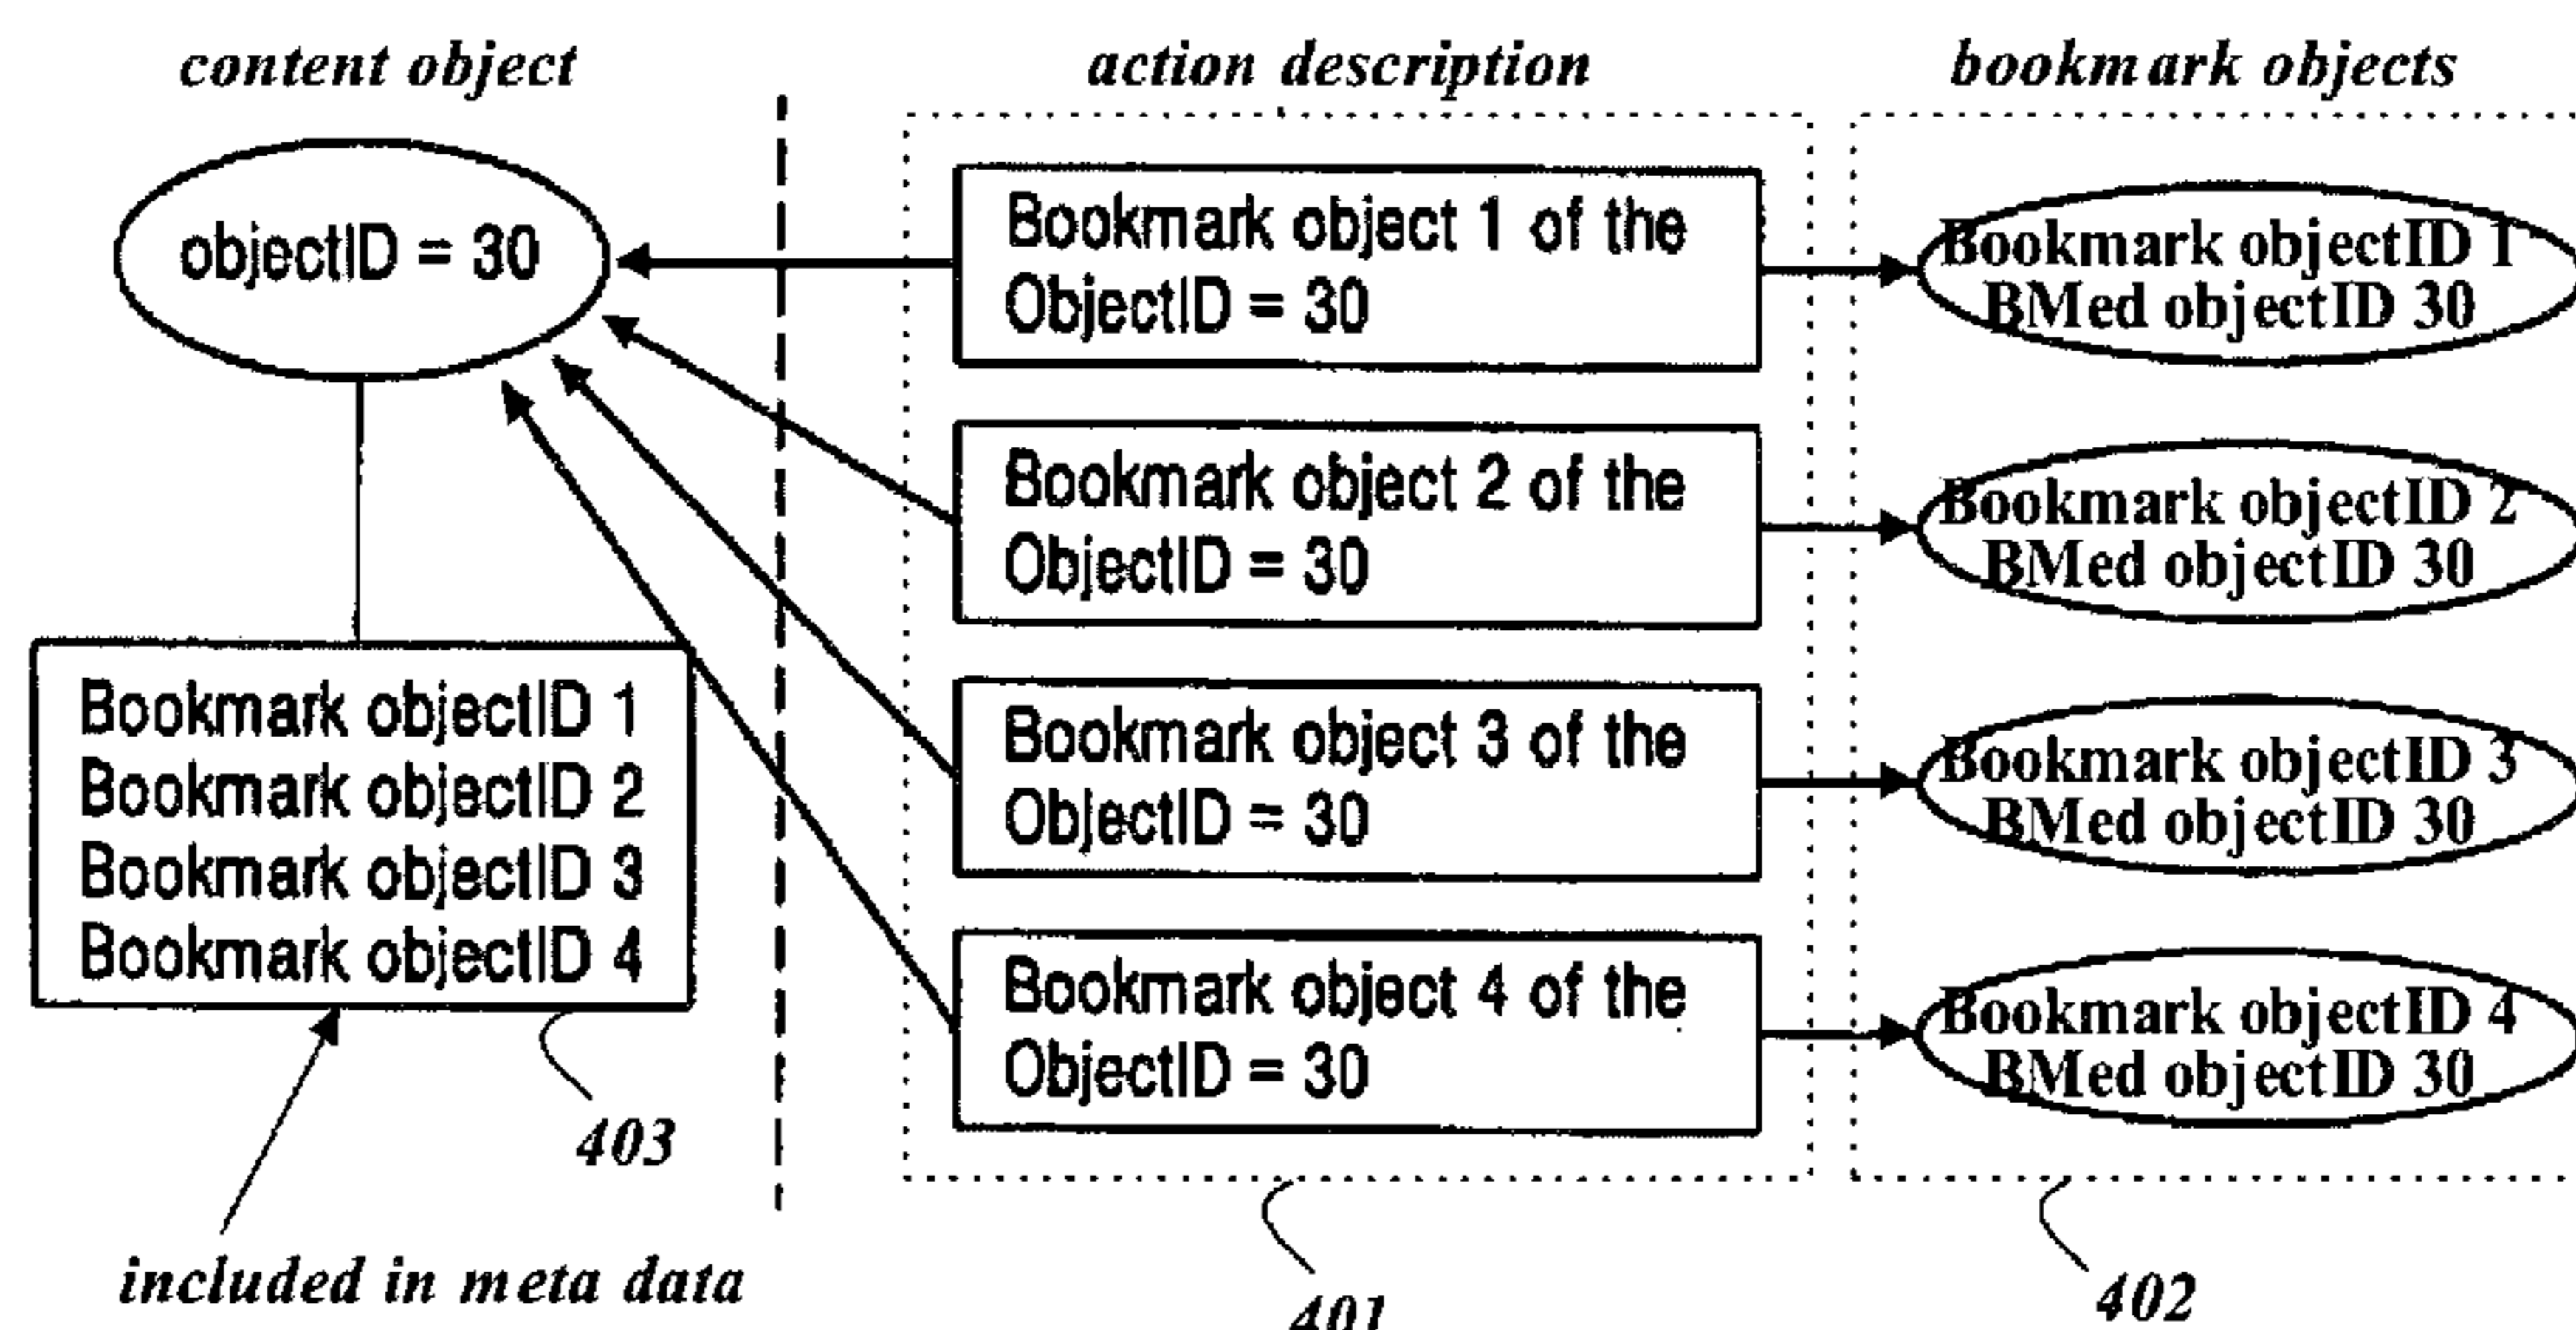 content object
action description
bookmark objects
objectID = 30
Bookmark object 1 of the
ObjectID = 30
Bookmark objectID 1
BMed objectID 30
Bookmark object 2 of the
ObjectID = 30
Bookmark objectID 2
BMed objectID 30
Bookmark objectID 1
Bookmark objectID 2
Bookmark objectID 3
Bookmark objectID 4
Bookmark object 3 of the
ObjectID = 30
Bookmark objectID 3
BMed objectID 30
Bookmark object 4 of the
ObjectID = 30
Bookmark objectID 4
BMed objectID 30
403
included in meta data
401
402